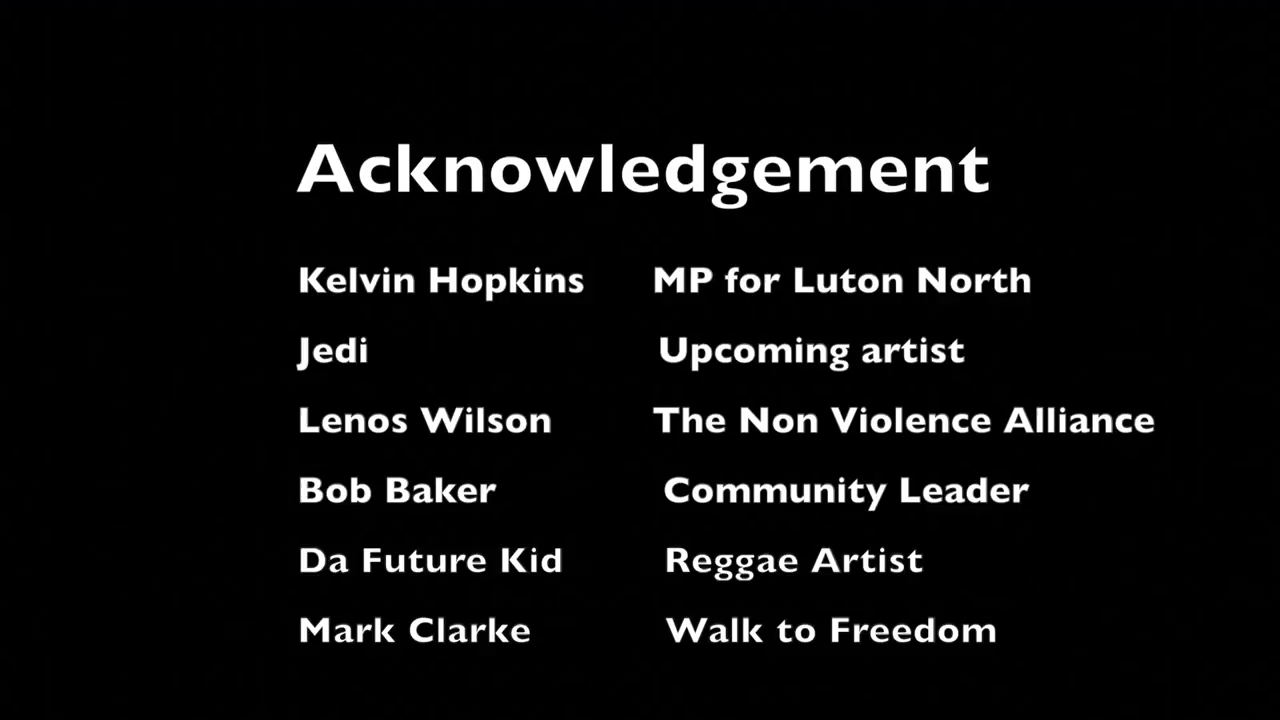 Acknowledgement
Kelvin Hopkins MP for Luton North
Jedi Upcoming artist
Lenos Wilson The Non Violence Alliance
Bob Baker Community Leader
Da Future Kid Reggae Artist
Mark Clarke Walk to Freedom